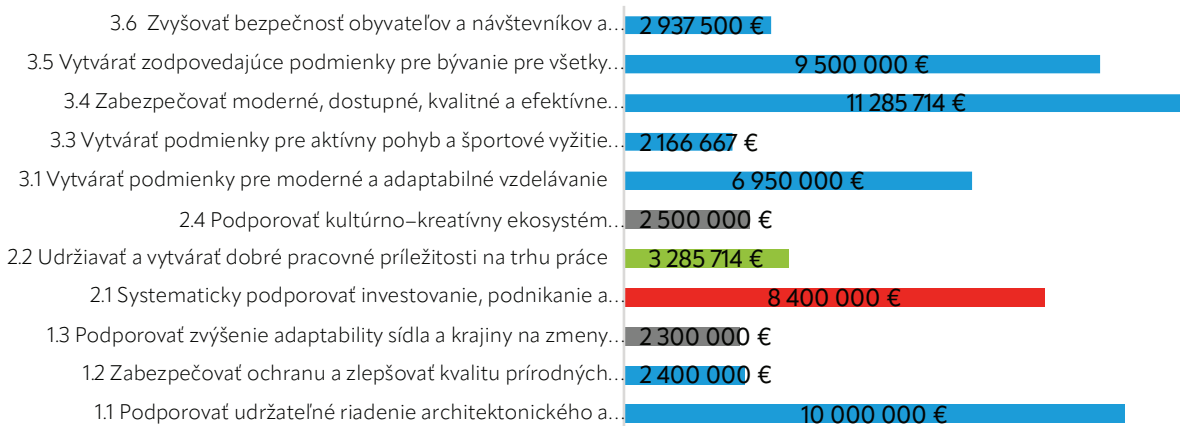 3.6 Zvyšovať bezpečnosť obyvateľov a návštevníkov a… 2 937 500 €
3.5 Vytvárať zodpovedajúce podmienky pre bývanie pre všetky… 9 500 000 €
3.4 Zabezpečovať moderné, dostupné, kvalitné a efektívne… 11 285 714 €
3.3 Vytvárať podmienky pre aktívny pohyb a športové vyžitie… 2 166 667 €
3.1 Vytvárať podmienky pre moderné a adaptabilné vzdelávanie 6 950 000 €
2.4 Podporovať kultúrno–kreatívny ekosystém… 2 500 000 €
2.2 Udržiavať a vytvárať dobré pracovné príležitosti na trhu práce 3 285 714 €
2.1 Systematicky podporovať investovanie, podnikanie a… 8 400 000 €
1.3 Podporovať zvýšenie adaptability sídla a krajiny na zmeny… 2 300 000 €
1.2 Zabezpečovať ochranu a zlepšovať kvalitu prírodných… 2 400 000 €
1.1 Podporovať udržateľné riadenie architektonického a… 10 000 000 €